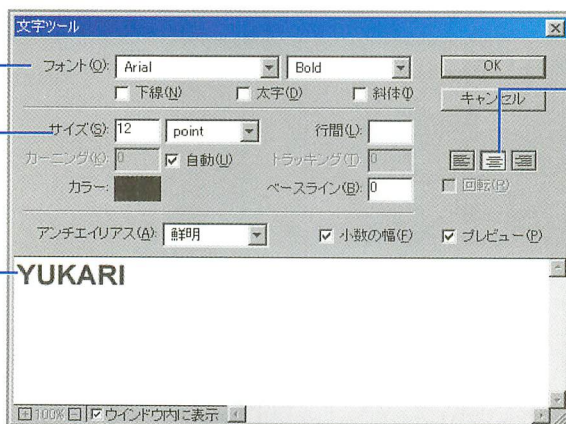 文字ツール
フォント(O): Arial Bold OK
下線(N) 太字(D) 斜体(I) キャンセル
サイズ(S): 12 point 行間(L):
カーニング(K): 0 自動(U) トラッキング(T): 0
カラー: ベースライン(B): 0 回転(R)
アンチエイリアス(A): 鮮明 小数の幅(F) プレビュー(P)
YUKARI
100% ウインドウ内に表示